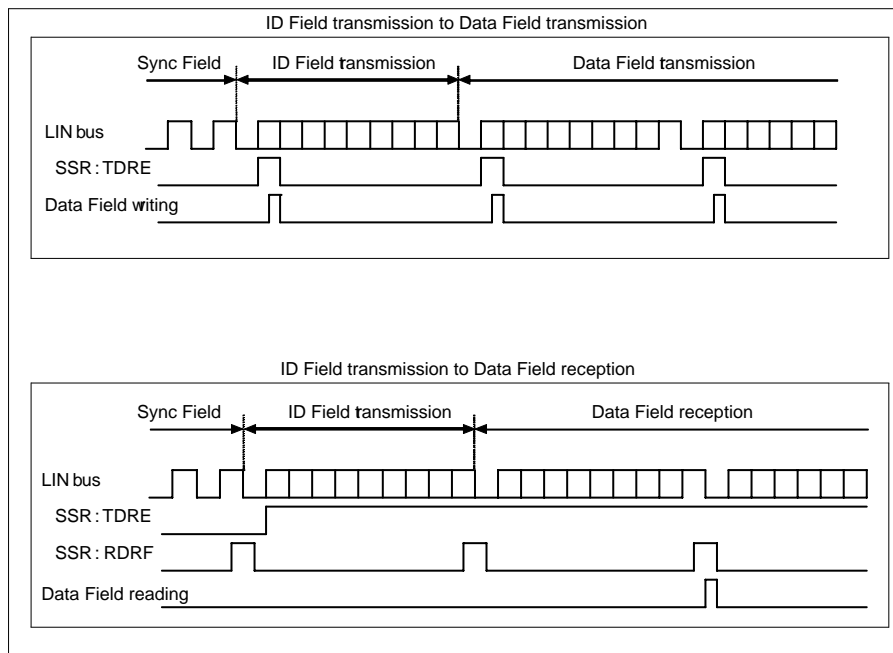 ID Field transmission to Data Field transmission
Sync Field ID Field transmission Data Field tansmission
LIN bus
SSR : TDRE
Data Field witing
ID Field transmission to Data Field reception
Sync Field ID Field transmission Data Field reception
LIN bus
SSR : TDRE
SSR : RDRF
Data Field reading